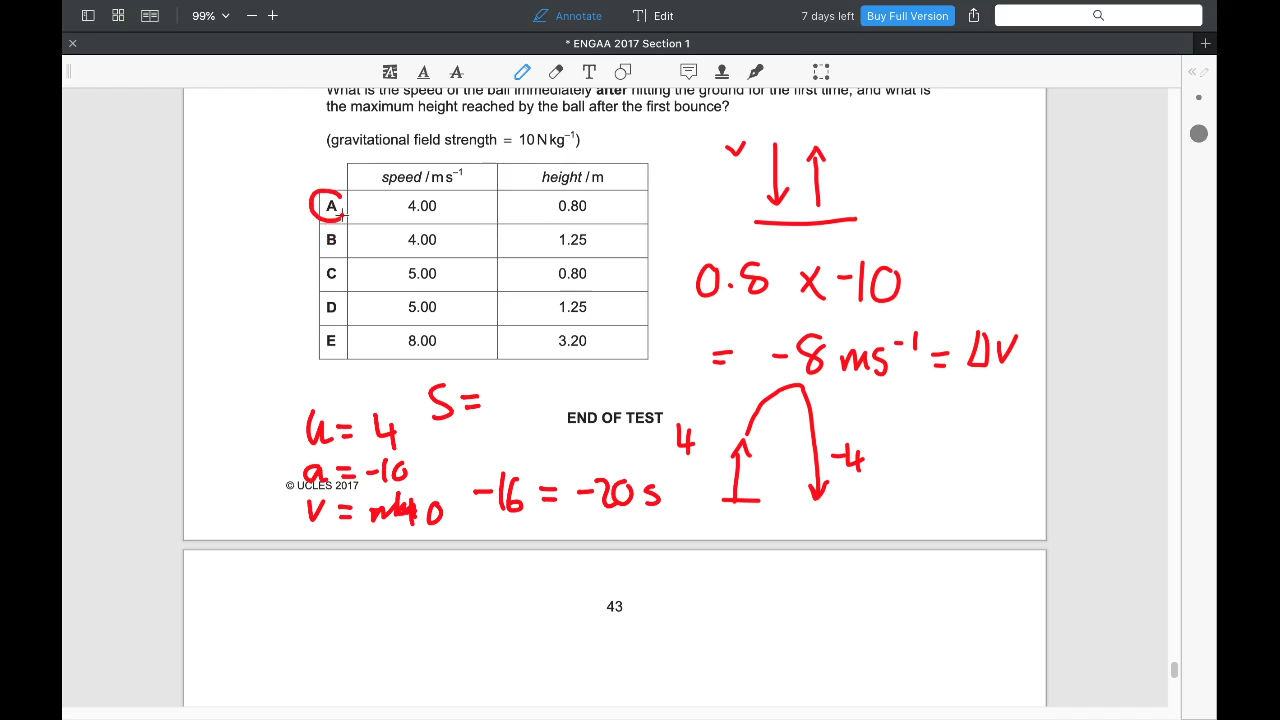 99%
Annotate
Edit
7 days left
Buy Full Version
* ENGAA 2017 Section 1
What is the speed of the ball immediately after hitting the ground for the first time, and what is
the maximum height reached by the ball after the first bounce?
(gravitational field strength = 10 N kg⁻¹)
speed / m s⁻¹ height / m
A 4.00 0.80
B 4.00 1.25
C 5.00 0.80
D 5.00 1.25
E 8.00 3.20
v
0.8 x -10
= -8 ms⁻¹ = ΔV
S=
END OF TEST
u = 4
a = -10
© UCLES 2017
v = 0
-16 = -20s
4
-4
43